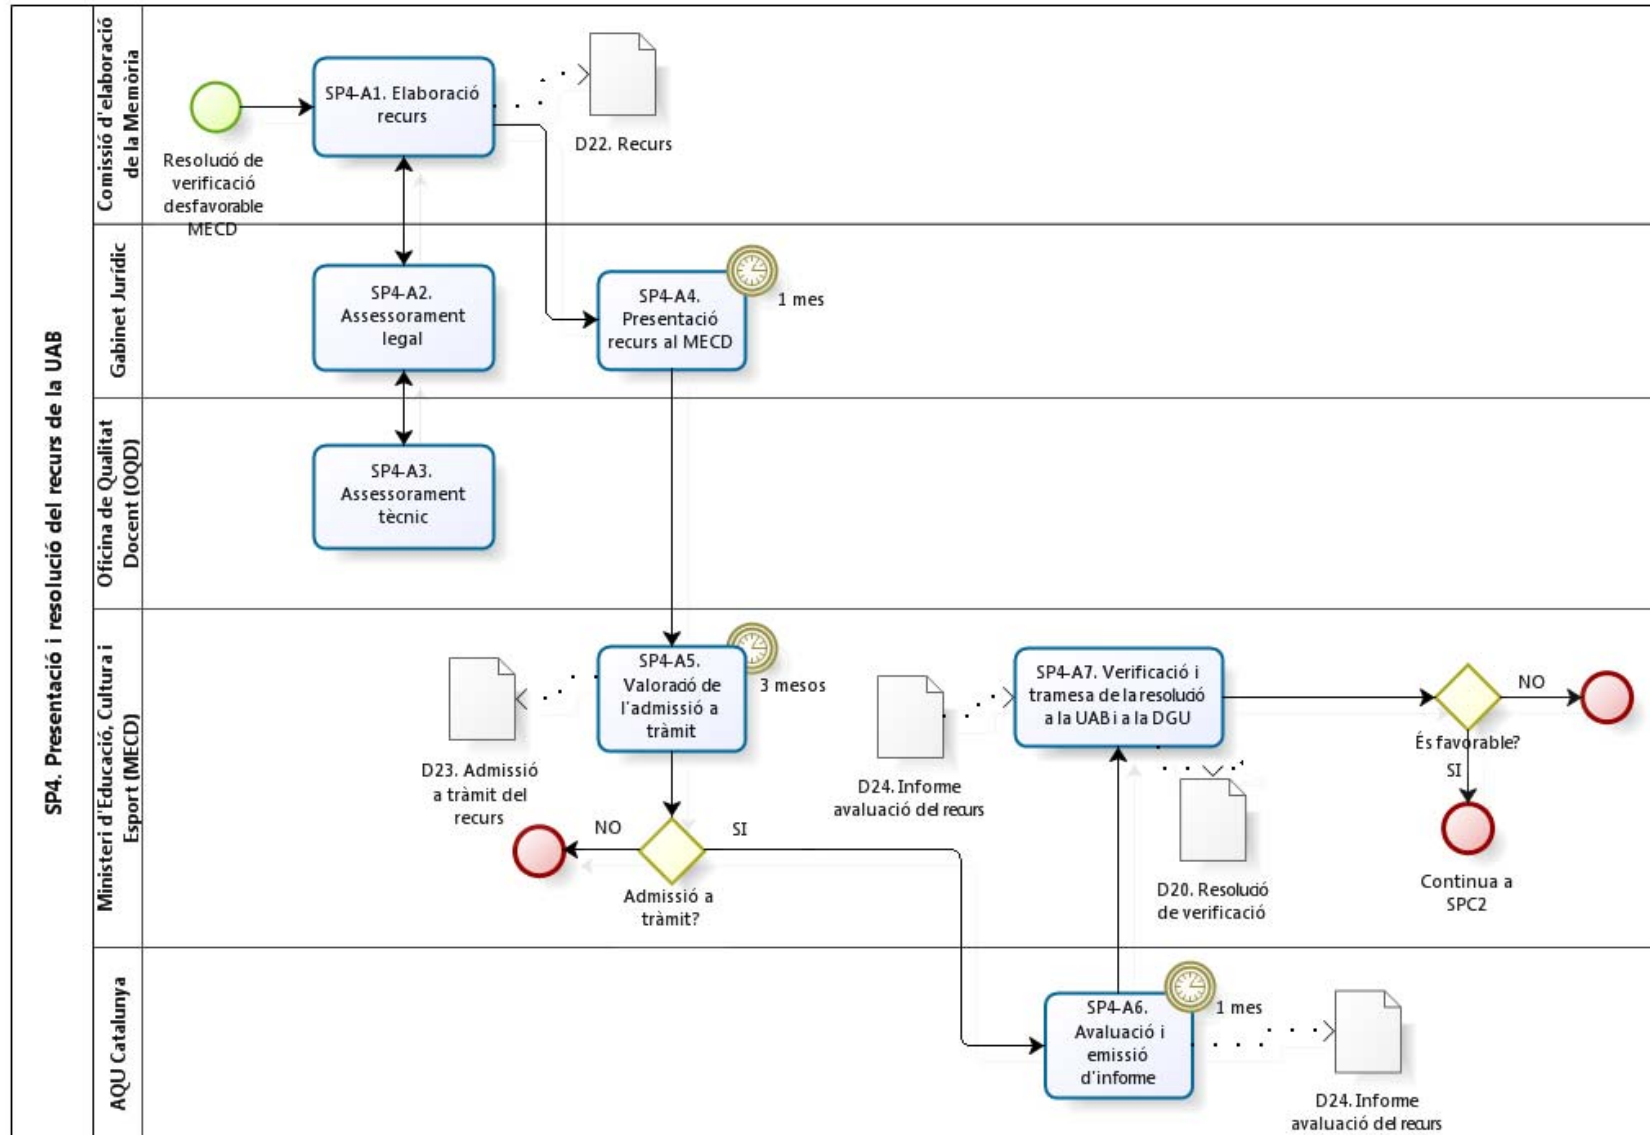 SP4. Presentació i resolució del recurs de la UAB
Comissió d'elaboració
de la Memòria
Resolució de
verificació
desfavorable
MECD
SP4-A1. Elaboració
recurs
D22. Recurs
Gabinet Jurídic
SP4-A2.
Assessorament
legal
SP4-A4.
Presentació
recurs al MECD
1 mes
Oficina de Qualitat
Docent (OQD)
SP4-A3.
Assessorament
tècnic
Ministeri d'Educació, Cultura i
Esport (MECD)
D23. Admissió
a tràmit del
recurs
SP4-A5.
Valoració de
l'admissió a
tràmit
3 mesos
NO
SI
Admissió a
tràmit?
D24. Informe
avaluació del recurs
SP4-A7. Verificació i
tramesa de la resolució
a la UAB i a la DGU
D20. Resolució
de verificació
És favorable?
NO
SI
Continua a
SPC2
AQU Catalunya
SP4-A6.
Avaluació i
emissió
d'informe
1 mes
D24. Informe
avaluació del recurs